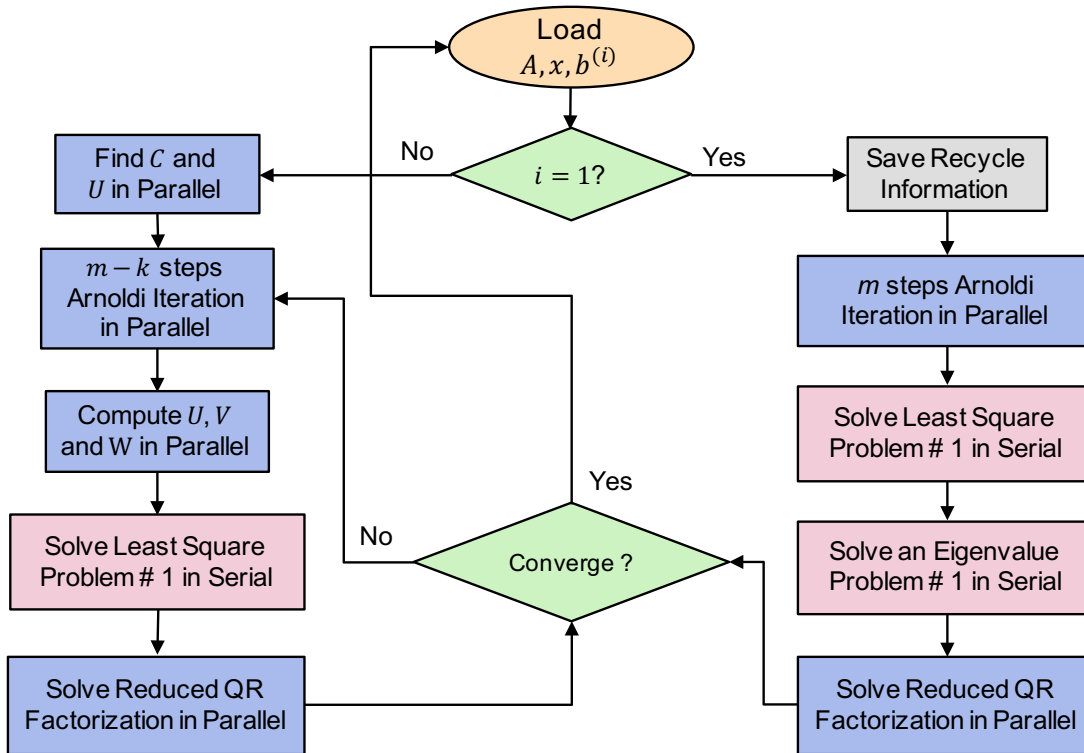 Load
A, x, b^{(i)}
i = 1?
No
Yes
Find C and
U in Parallel
m − k steps
Arnoldi Iteration
in Parallel
Compute U, V
and W in Parallel
Solve Least Square
Problem # 1 in Serial
Solve Reduced QR
Factorization in Parallel
Save Recycle
Information
m steps Arnoldi
Iteration in Parallel
Solve Least Square
Problem # 1 in Serial
Solve an Eigenvalue
Problem # 1 in Serial
Solve Reduced QR
Factorization in Parallel
Converge ?
Yes
No